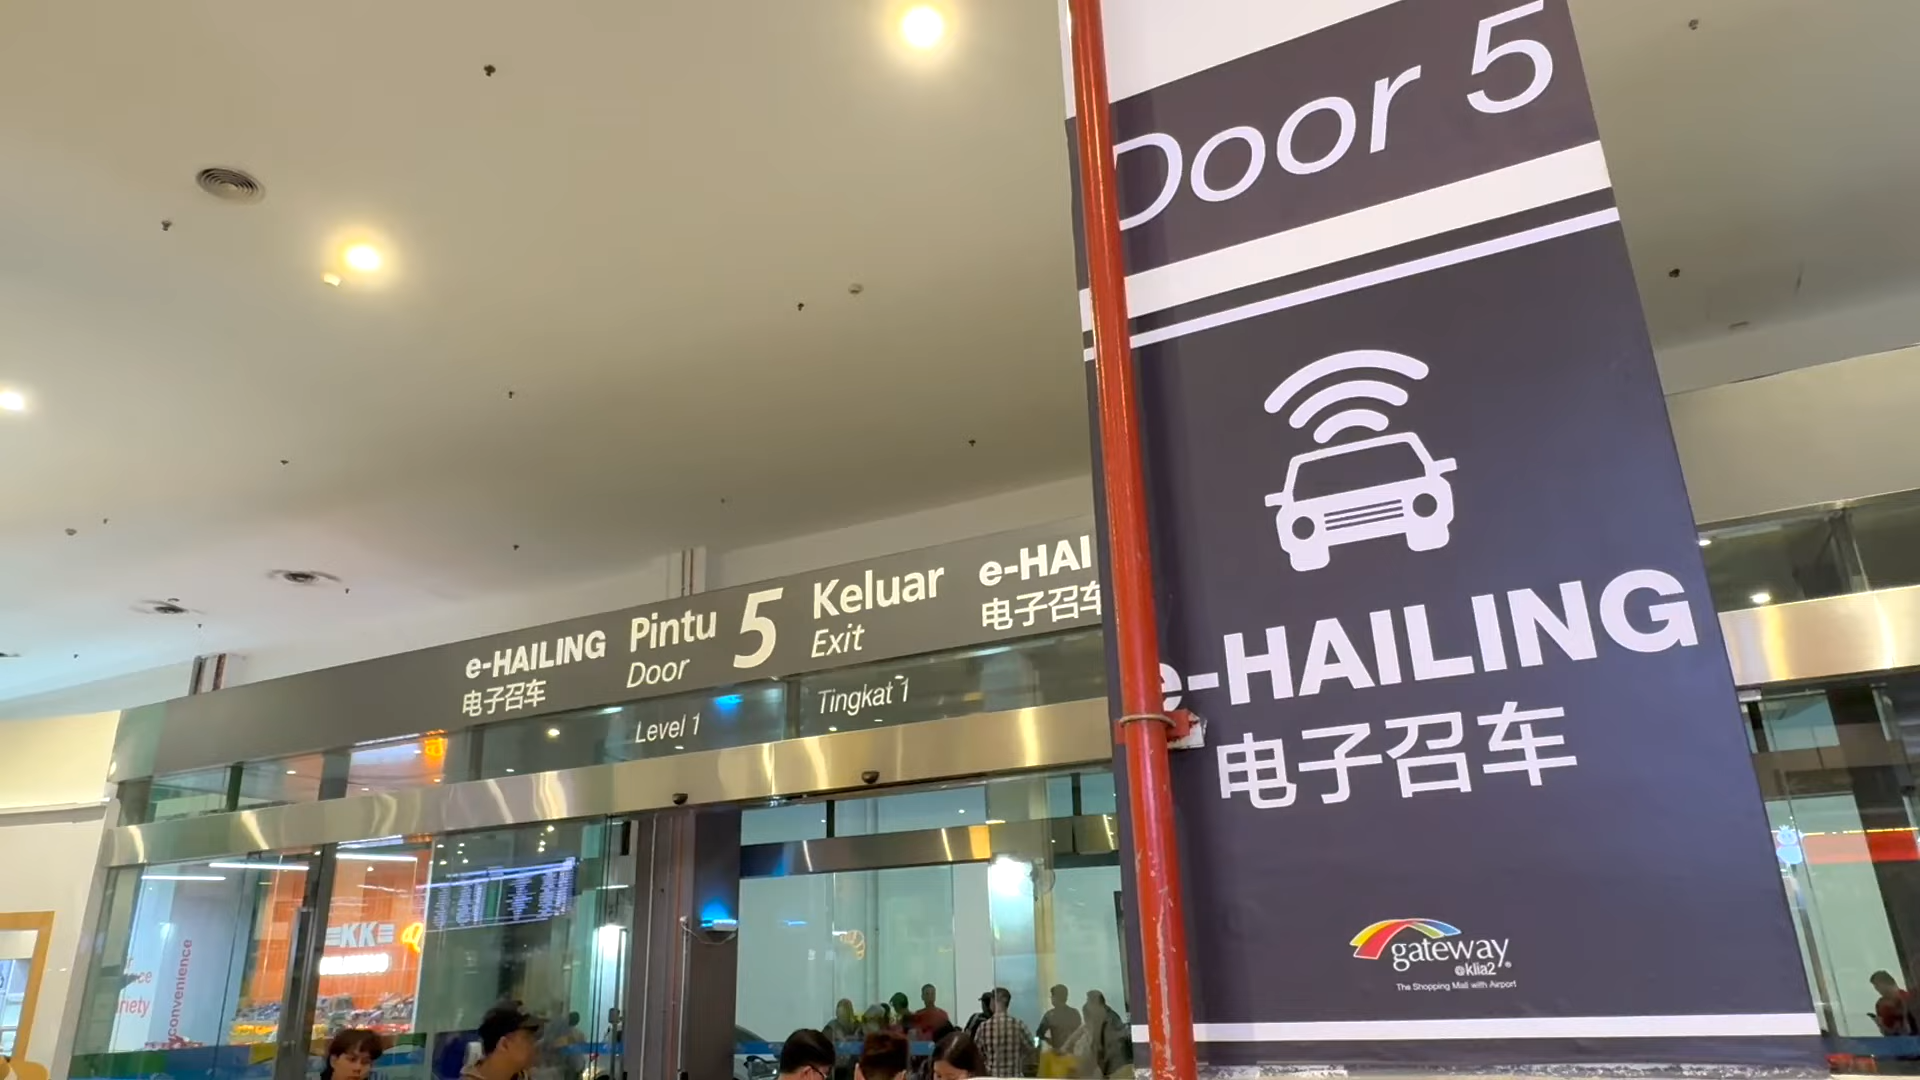 Door 5
e-HAILING
电子召车
gateway
@klia2
The Shopping Mall with Airport
e-HAILING
电子召车
Pintu
Door
5
Keluar
Exit
e-HAI
电子召车
Level 1
Tingkat 1
KK
convenience